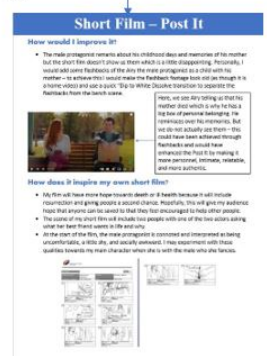 Short Film – Post It
How would I improve it?
• The male protagonist remarks about his childhood days and memories of his mother
but the short film doesn't show us them which is a little disappointing. Personally, I
would add some flashbacks of the Airy the male protagonist as a child with his
mother – to achieve this I would make the flashback footage look old (as though it is
a home video) and use a quick "Dip to White Dissolve transition to separate the
flashbacks from the bench scene.
Here, we see Airy telling us that his
mother died which is why he has a
big box of personal belonging. He
reminisces over his memories. But
we do not actually see them – this
could have been achieved through
flashbacks and would have
enhanced the Post It by making it
more personnel, intimate, relatable,
and more authentic.
How does it inspire my own short film?
• My film will have more hope towards death or ill health because it will include
resurrection and giving people a second chance. Hopefully, this will give my audience
hope that anyone can be saved to that they feel encouraged to help other people.
• The scene of my short film will include two people with one of the two actors asking
what her best friend wants in life and why.
• At the start of the film, the male protagonist is connoted and interpreted as being
uncomfortable, a little shy, and socially awkward. I may experiment with these
qualities towards my main character when she is with the male who she fancies.